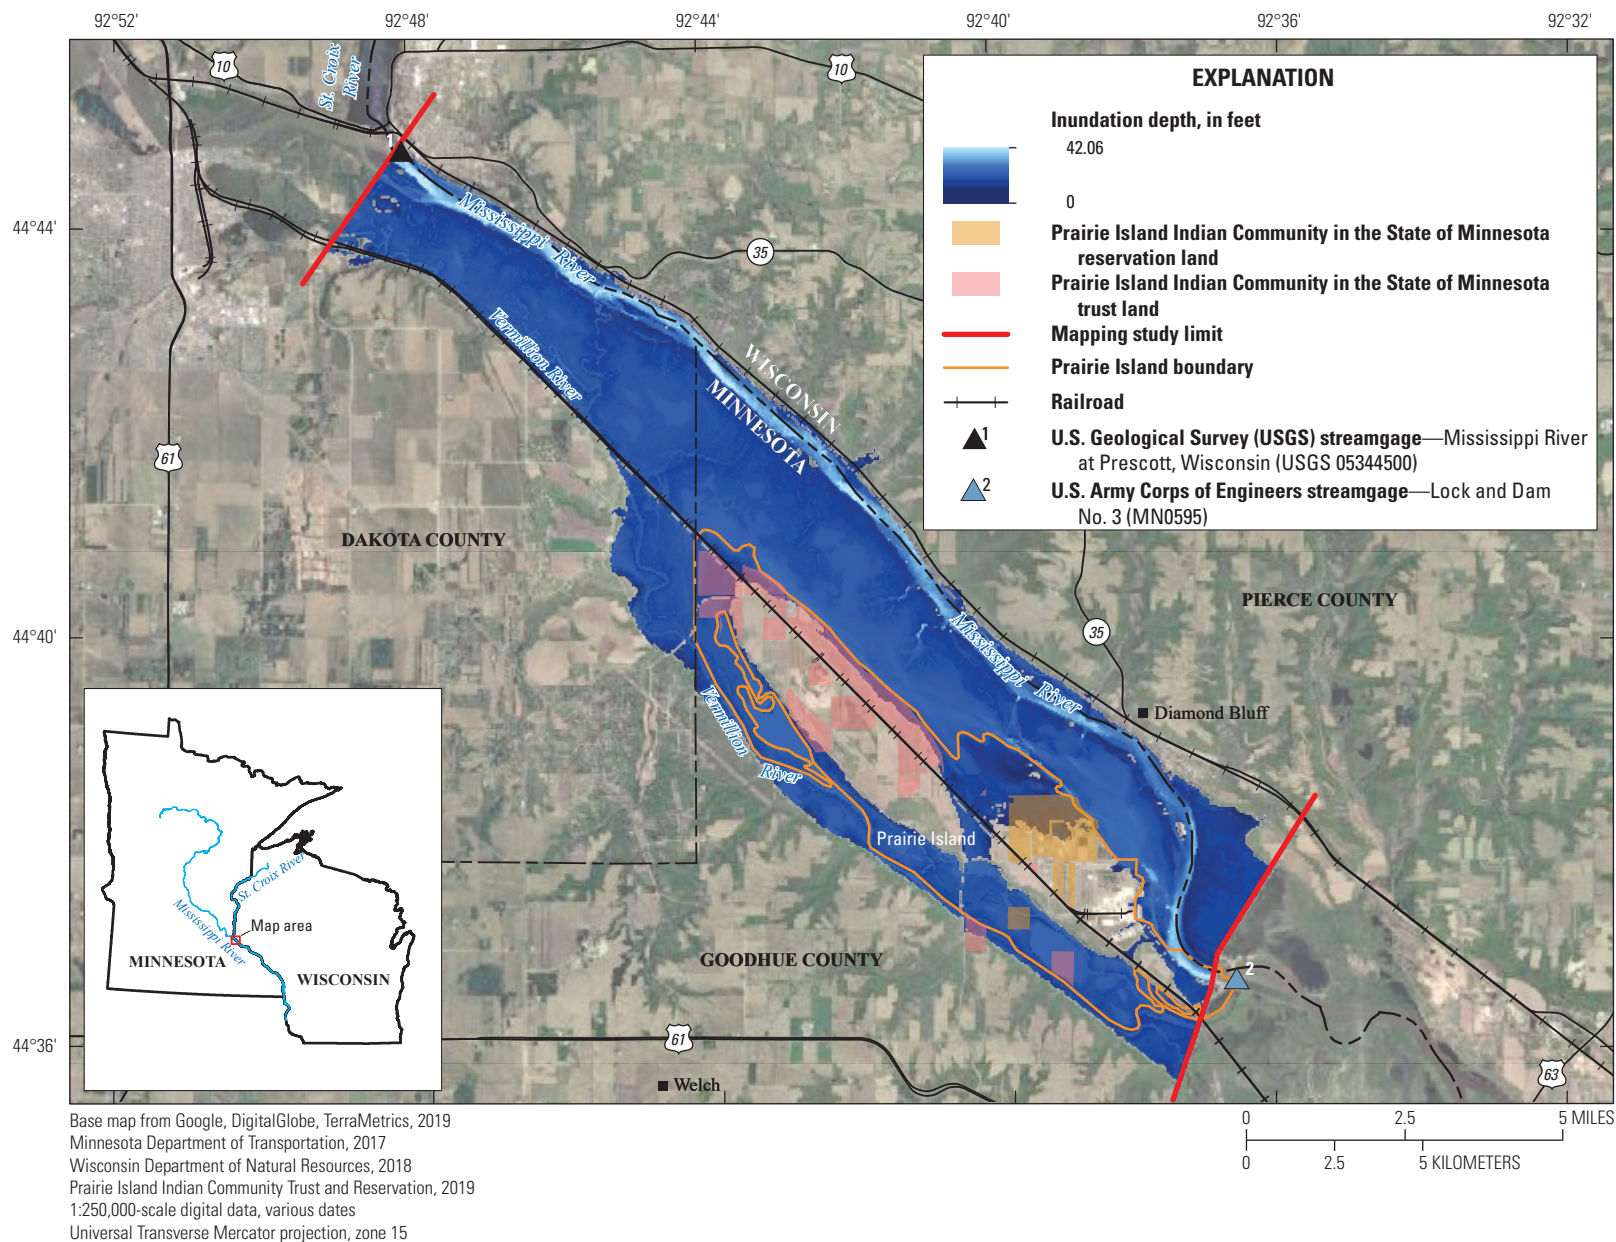 92°52'
92°48'
92°44'
92°40'
92°36'
92°32'
44°44'
44°40'
44°36'
10
St. Croix
River
10
1
Mississippi River
35
Vermillion River
WISCONSIN
MINNESOTA
61
DAKOTA COUNTY
PIERCE COUNTY
35
Mississippi River
Diamond Bluff
Vermillion
River
Prairie Island
GOODHUE COUNTY
2
61
Welch
63
EXPLANATION
Inundation depth, in feet
42.06
0
Prairie Island Indian Community in the State of Minnesota
reservation land
Prairie Island Indian Community in the State of Minnesota
trust land
Mapping study limit
Prairie Island boundary
Railroad
1
U.S. Geological Survey (USGS) streamgage—Mississippi River
at Prescott, Wisconsin (USGS 05344500)
2
U.S. Army Corps of Engineers streamgage—Lock and Dam
No. 3 (MN0595)
St. Croix River
Mississippi River
Map area
MINNESOTA
WISCONSIN
0 2.5 5 MILES
0 2.5 5 KILOMETERS
Base map from Google, DigitalGlobe, TerraMetrics, 2019
Minnesota Department of Transportation, 2017
Wisconsin Department of Natural Resources, 2018
Prairie Island Indian Community Trust and Reservation, 2019
1:250,000-scale digital data, various dates
Universal Transverse Mercator projection, zone 15